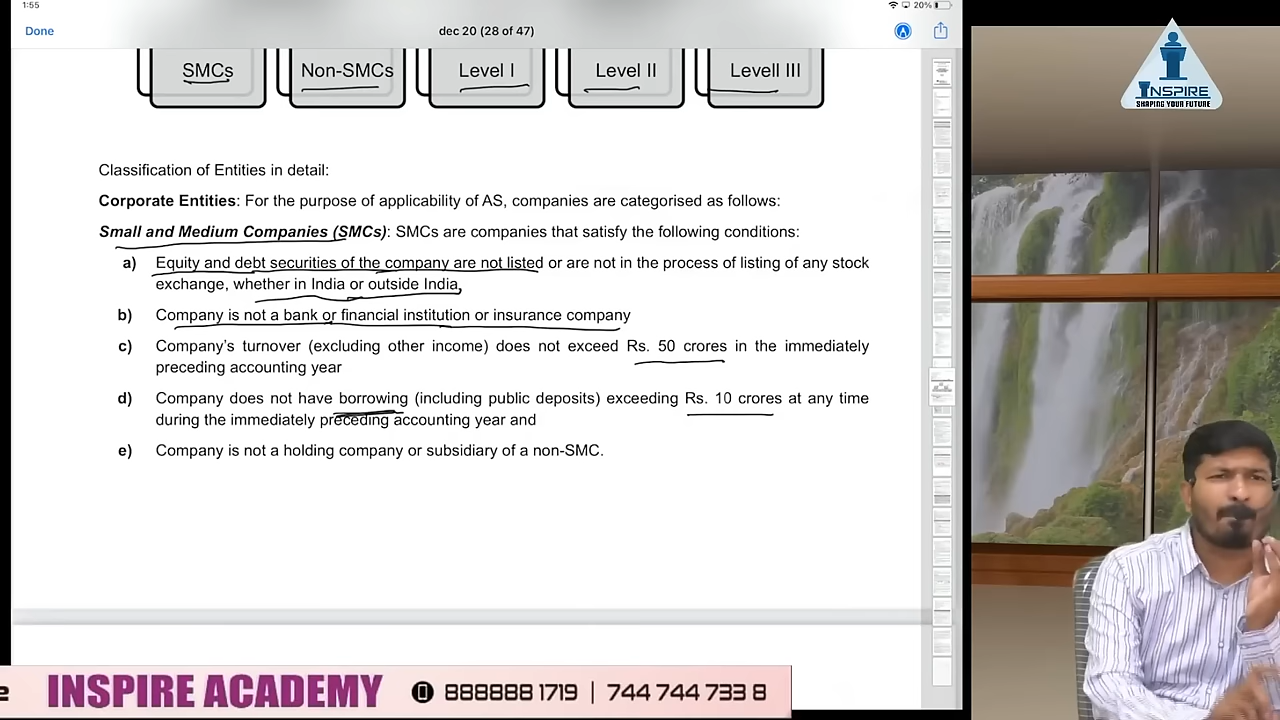 1:55
20%
Done
dec 20 (28 of 47)
SMCs
Non-SMCs
Level I
Level II
Levell III
Classification of Entities in detail:
Corporate Entities: For the purpose of applicability of AS, companies are categorised as follows:
Small and Medium Companies (SMCs): SMCs are companies that satisfy the following conditions:
a) Equity and debt securities of the company are not listed or are not in the process of listing of any stock
exchange, whether in India or outside India,
b) Company is not a bank or financial institution or insurance company
c) Company's turnover (excluding other income) does not exceed Rs. 50 crores in the immediately
preceding accounting year
d) Company does not have borrowing (including public deposits) exceeding Rs. 10 crores at any time
during the immediately preceding accounting year and
e) Company is not a holding company or subsidiary of a non-SMC.
INSPIRE
SHAPING YOUR FUTURE
e INSPIRE ACADEMY 888888 1719 | 744 744 733 8